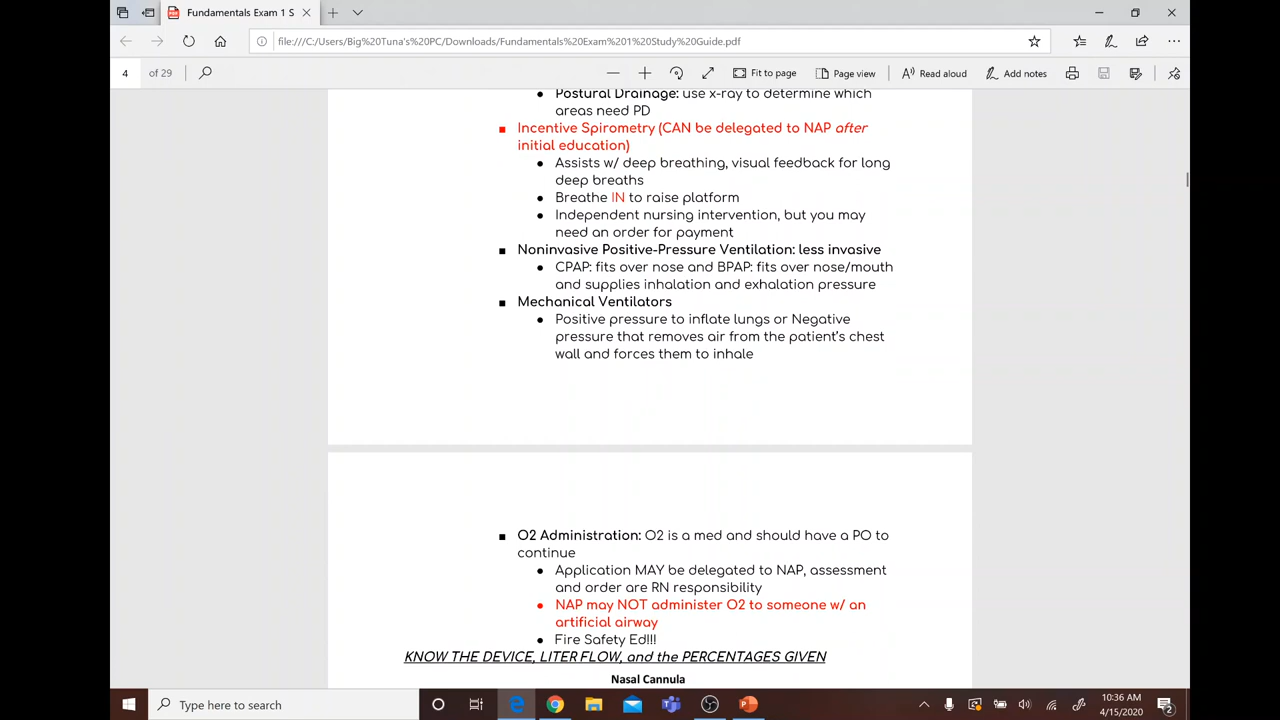 Fundamentals Exam 1 S
file:///C:/Users/Big%20Tuna's%20PC/Downloads/Fundamentals%20Exam%201%20Study%20Guide.pdf
4 of 29 Fit to page Page view Read aloud Add notes
Postural Drainage: use x-ray to determine which
areas need PD
Incentive Spirometry (CAN be delegated to NAP after
initial education)
Assists w/ deep breathing, visual feedback for long
deep breaths
Breathe IN to raise platform
Independent nursing intervention, but you may
need an order for payment
Noninvasive Positive-Pressure Ventilation: less invasive
CPAP: fits over nose and BPAP: fits over nose/mouth
and supplies inhalation and exhalation pressure
Mechanical Ventilators
Positive pressure to inflate lungs or Negative
pressure that removes air from the patient's chest
wall and forces them to inhale
O2 Administration: O2 is a med and should have a PO to
continue
Application MAY be delegated to NAP, assessment
and order are RN responsibility
NAP may NOT administer O2 to someone w/ an
artificial airway
Fire Safety Ed!!!
KNOW THE DEVICE, LITER FLOW, and the PERCENTAGES GIVEN
Nasal Cannula
Type here to search
10:36 AM
4/15/2020
2